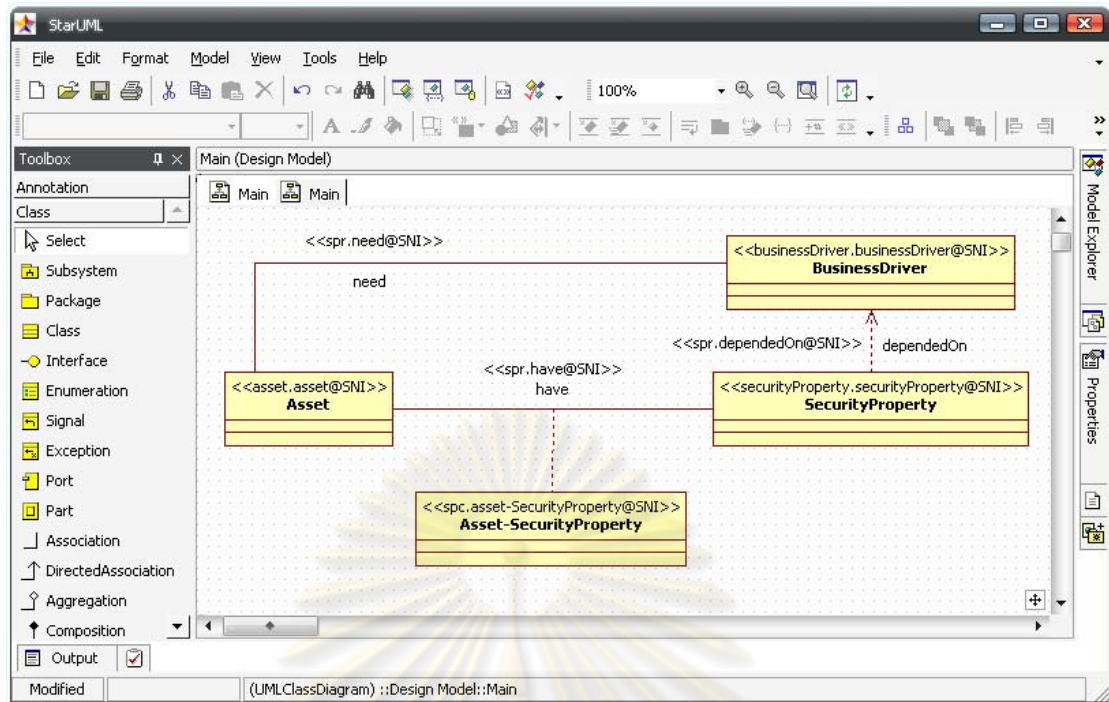 StarUML
File Edit Format Model View Tools Help
100%
Toolbox
Main (Design Model)
Annotation
Main Main
Class
Select
Subsystem
Package
Class
Interface
Enumeration
Signal
Exception
Port
Part
Association
DirectedAssociation
Aggregation
Composition
<<spr.need@SNI>>
need
<<businessDriver.businessDriver@SNI>>
BusinessDriver
<<spr.dependedOn@SNI>> dependedOn
<<spr.have@SNI>>
have
<<asset.asset@SNI>>
Asset
<<securityProperty.securityProperty@SNI>>
SecurityProperty
<<spc.asset-SecurityProperty@SNI>>
Asset-SecurityProperty
Model Explorer
Properties
Output
Modified
(UMLClassDiagram) ::Design Model::Main